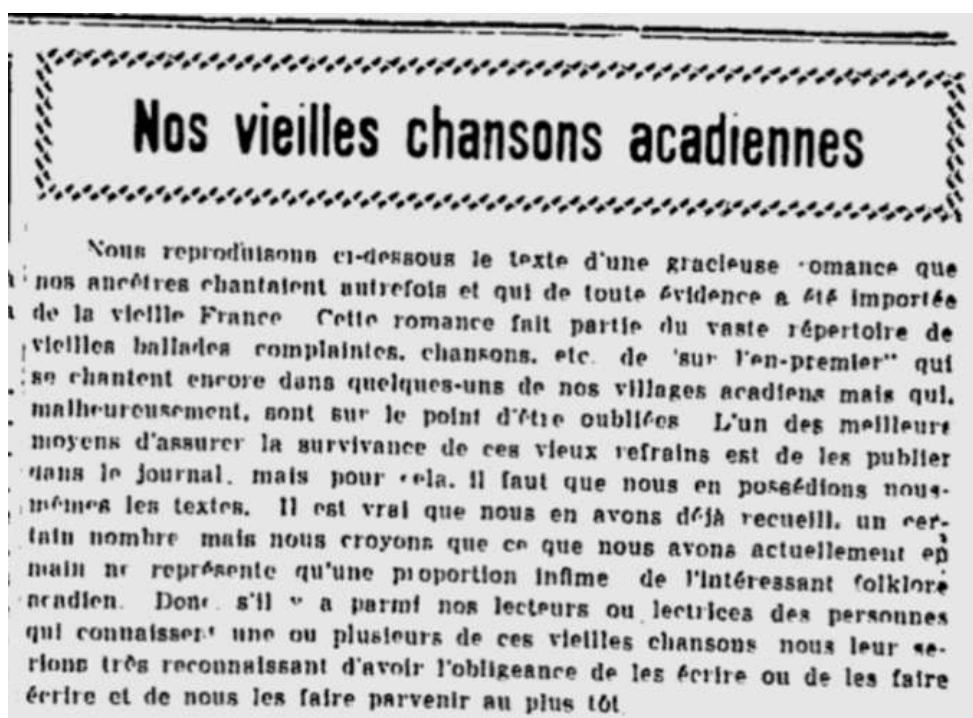 Nos vieilles chansons acadiennes
Nous reproduisons ci-dessous le texte d'une gracieuse romance que
nos ancêtres chantaient autrefois et qui de toute évidence a été importée
de la vieille France Cette romance fait partie du vaste répertoire de
vieilles ballades complaintes, chansons, etc. de "sur l'en-premier" qui
se chantent encore dans quelques-uns de nos villages acadiens mais qui,
malheureusement, sont sur le point d'être oubliées L'un des meilleurs
moyens d'assurer la survivance de ces vieux refrains est de les publier
dans le journal, mais pour cela, il faut que nous en possédions nous-
mêmes les textes. Il est vrai que nous en avons déjà recueilli, un cer-
tain nombre mais nous croyons que ce que nous avons actuellement en
main ne représente qu'une proportion infime de l'intéressant folklore
acadien. Donc s'il y a parmi nos lecteurs ou lectrices des personnes
qui connaissent une ou plusieurs de ces vieilles chansons nous leur se-
rions très reconnaissant d'avoir l'obligeance de les écrire ou de les faire
écrire et de nous les faire parvenir au plus tôt